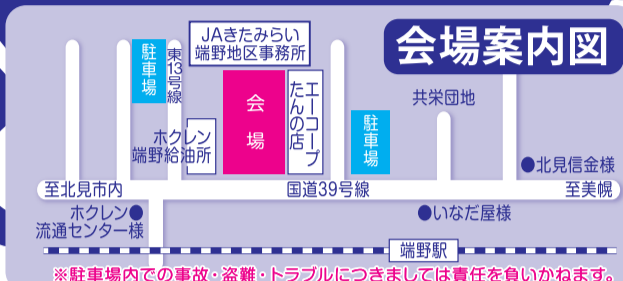 会場案内図
JAきたみらい
端野地区事務所
駐車場
東13号線
会場
エーコープ
たんの店
駐車場
共栄団地
ホクレン
端野給油所
●北見信金様
至北見市内
国道39号線
至美幌
ホクレン●
流通センター様
●いなだ屋様
端野駅
※駐車場内での事故・盗難・トラブルにつきましては責任を負いかねます。